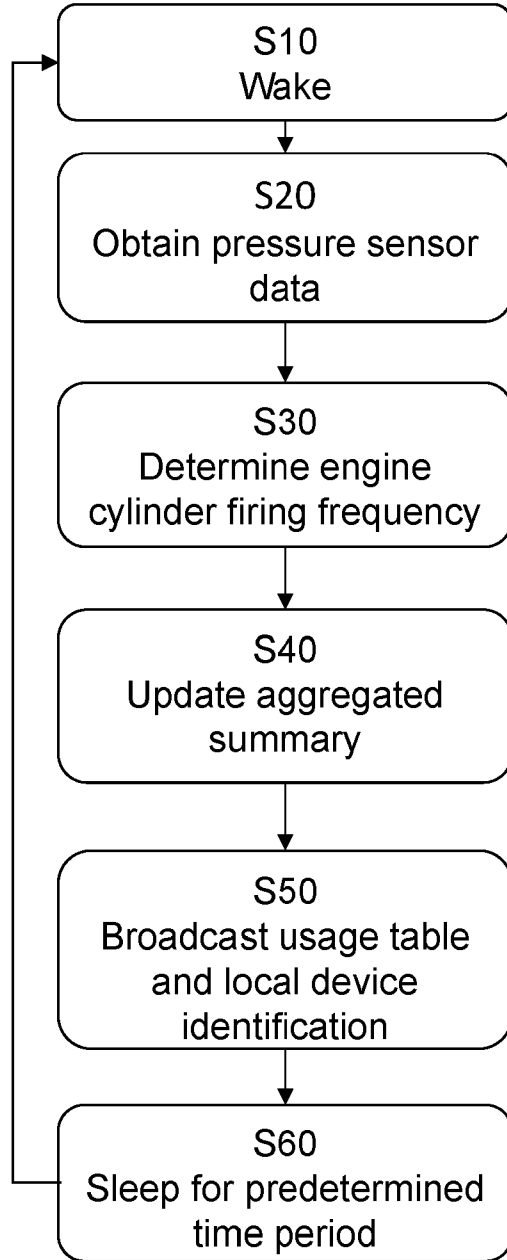 S10
Wake
S20
Obtain pressure sensor
data
S30
Determine engine
cylinder firing frequency
S40
Update aggregated
summary
S50
Broadcast usage table
and local device
identification
S60
Sleep for predetermined
time period